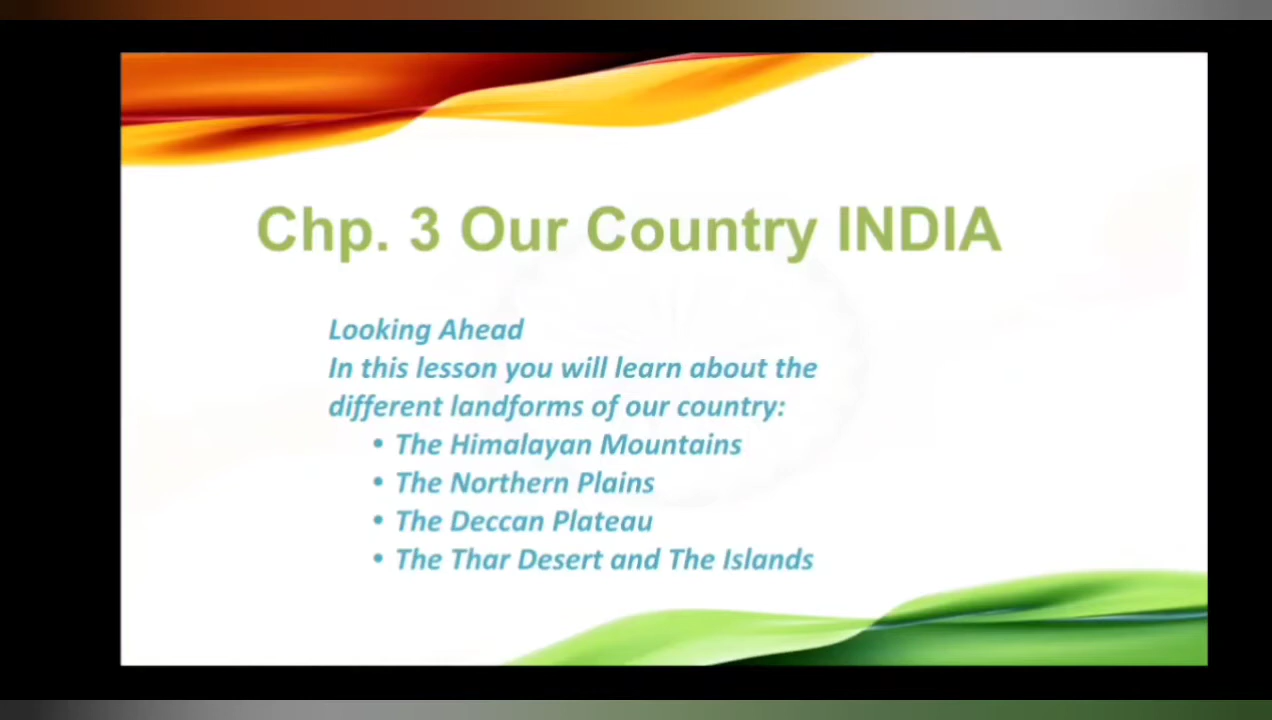 Chp. 3 Our Country INDIA
Looking Ahead
In this lesson you will learn about the
different landforms of our country:
• The Himalayan Mountains
• The Northern Plains
• The Deccan Plateau
• The Thar Desert and The Islands